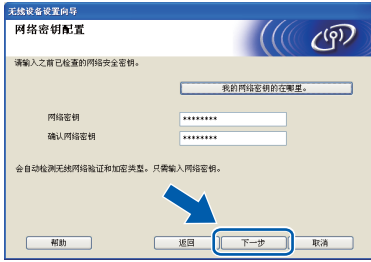 无线设备设置向导
网络密钥配置
请输入之前已检查的网络安全密钥。
我的网络密钥的在哪里。
网络密钥 ********
确认网络密钥 ********
会自动检测无线网络验证和加密类型。只需输入网络密钥。
帮助 返回 下一步 取消